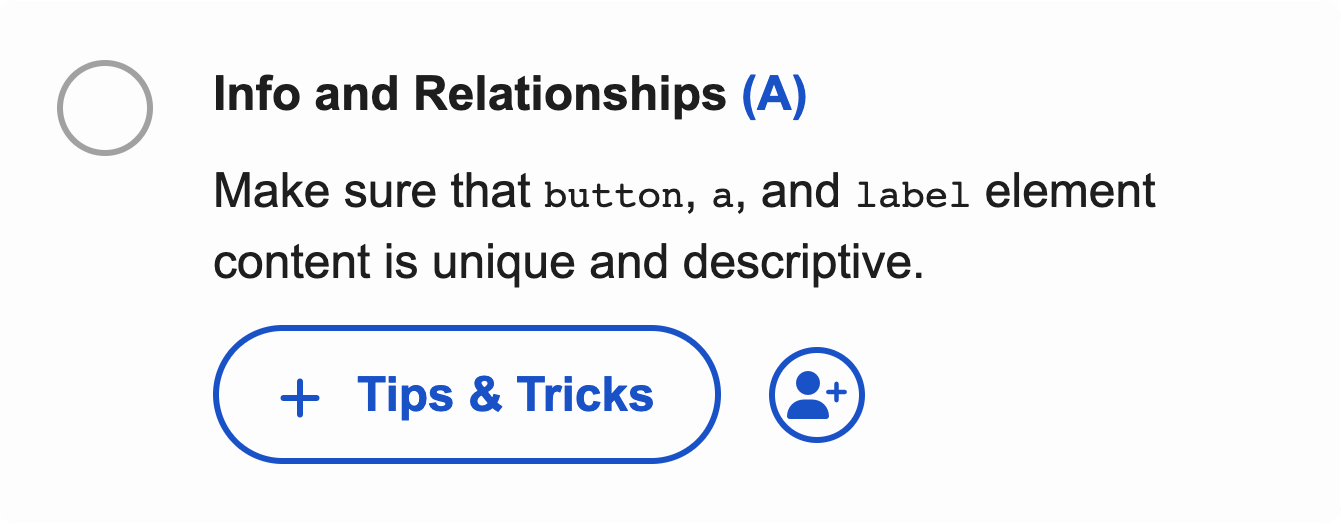 Info and Relationships (A)
Make sure that button, a, and label element
content is unique and descriptive.
+ Tips & Tricks